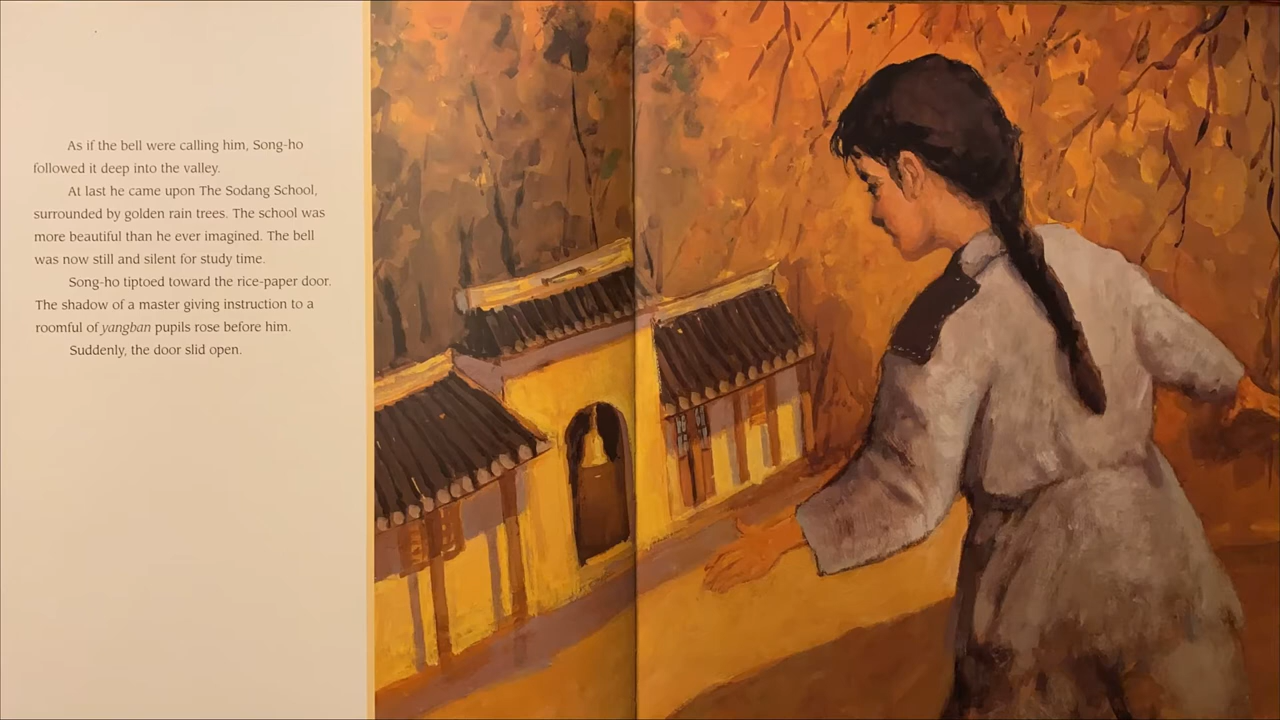 As if the bell were calling him, Song-ho
followed it deep into the valley.
At last he came upon The Sodang School,
surrounded by golden rain trees. The school was
more beautiful than he ever imagined. The bell
was now still and silent for study time.
Song-ho tiptoed toward the rice-paper door.
The shadow of a master giving instruction to a
roomful of yangban pupils rose before him.
Suddenly, the door slid open.